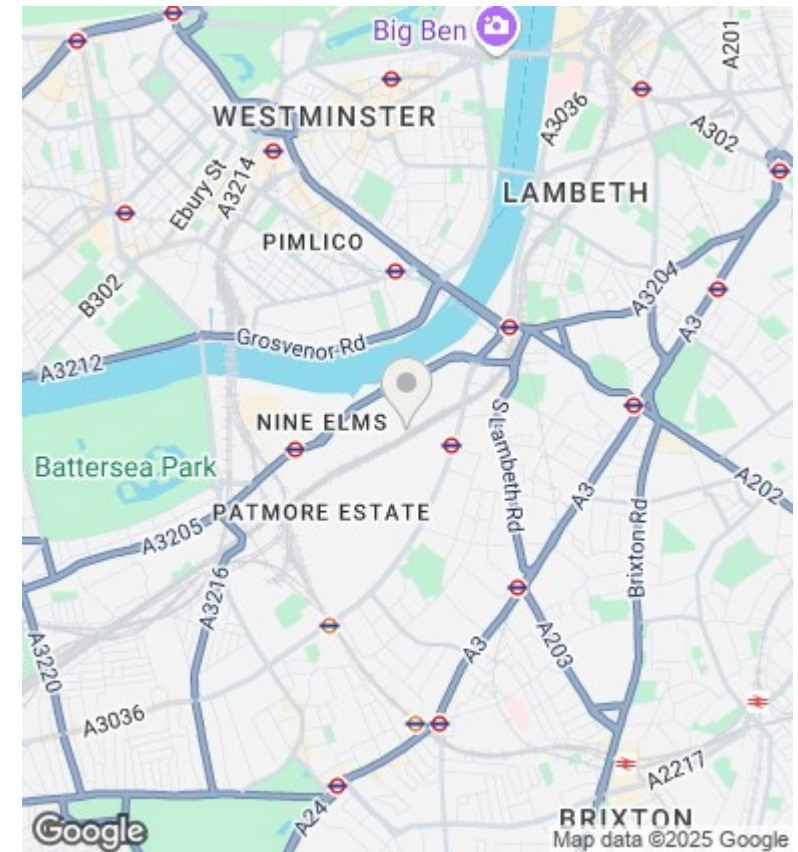 Big Ben
A201
WESTMINSTER
A3036
A302
Ebury St
A3214
LAMBETH
PIMLICO
B302
A3204
A3
Grosvenor Rd
A3212
NINE ELMS
S Lambeth Rd
Battersea Park
A202
PATMORE ESTATE
A3
Brixton Rd
A3205
A3216
A203
A3
A3220
A3036
A2217
A24
BRIXTON
Google
Map data ©2025 Google